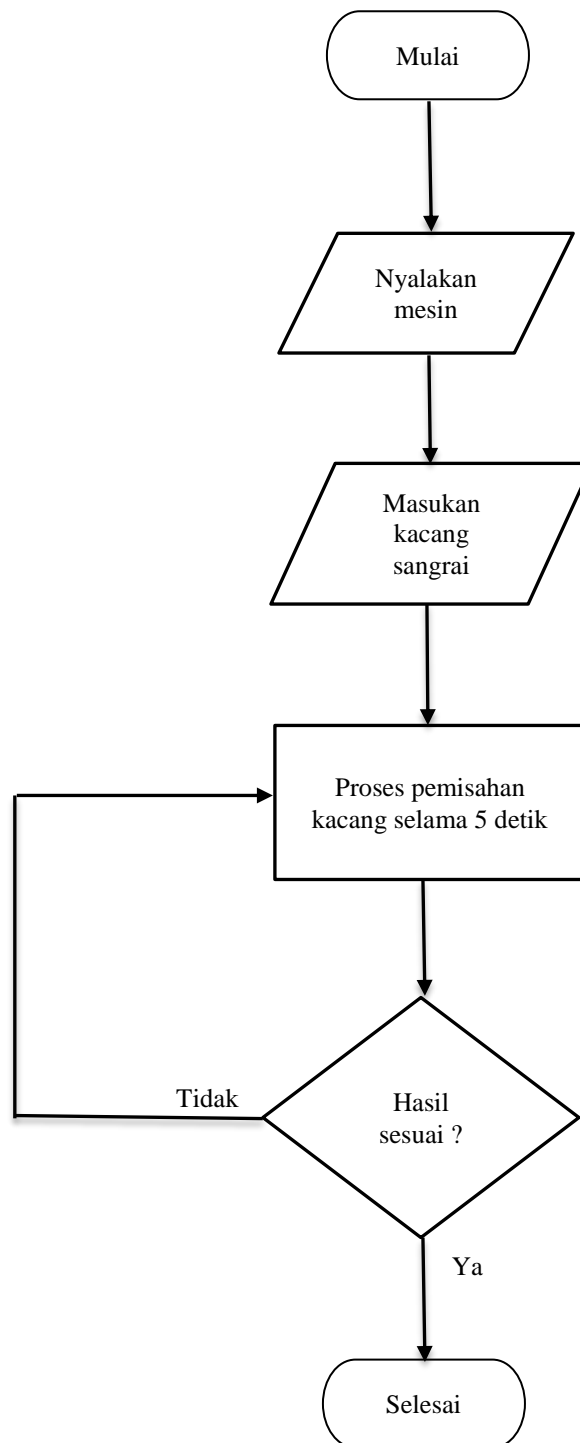 Mulai
Nyalakan
mesin
Masukan
kacang
sangrai
Proses pemisahan
kacang selama 5 detik
Tidak
Hasil
sesuai ?
Ya
Selesai